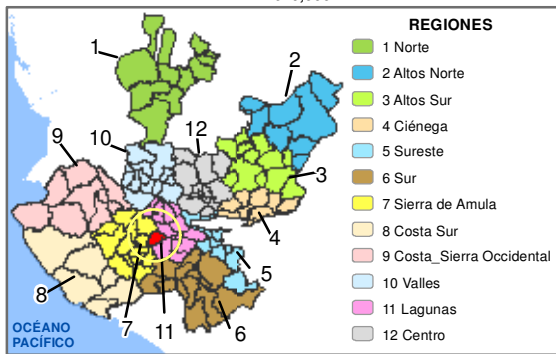 REGIONES
1 Norte
2 Altos Norte
3 Altos Sur
4 Ciénega
5 Sureste
6 Sur
7 Sierra de Amula
8 Costa Sur
9 Costa_Sierra Occidental
10 Valles
11 Lagunas
12 Centro
1
2
10
12
9
3
4
5
8
7
11
6
OCÉANO
PACÍFICO